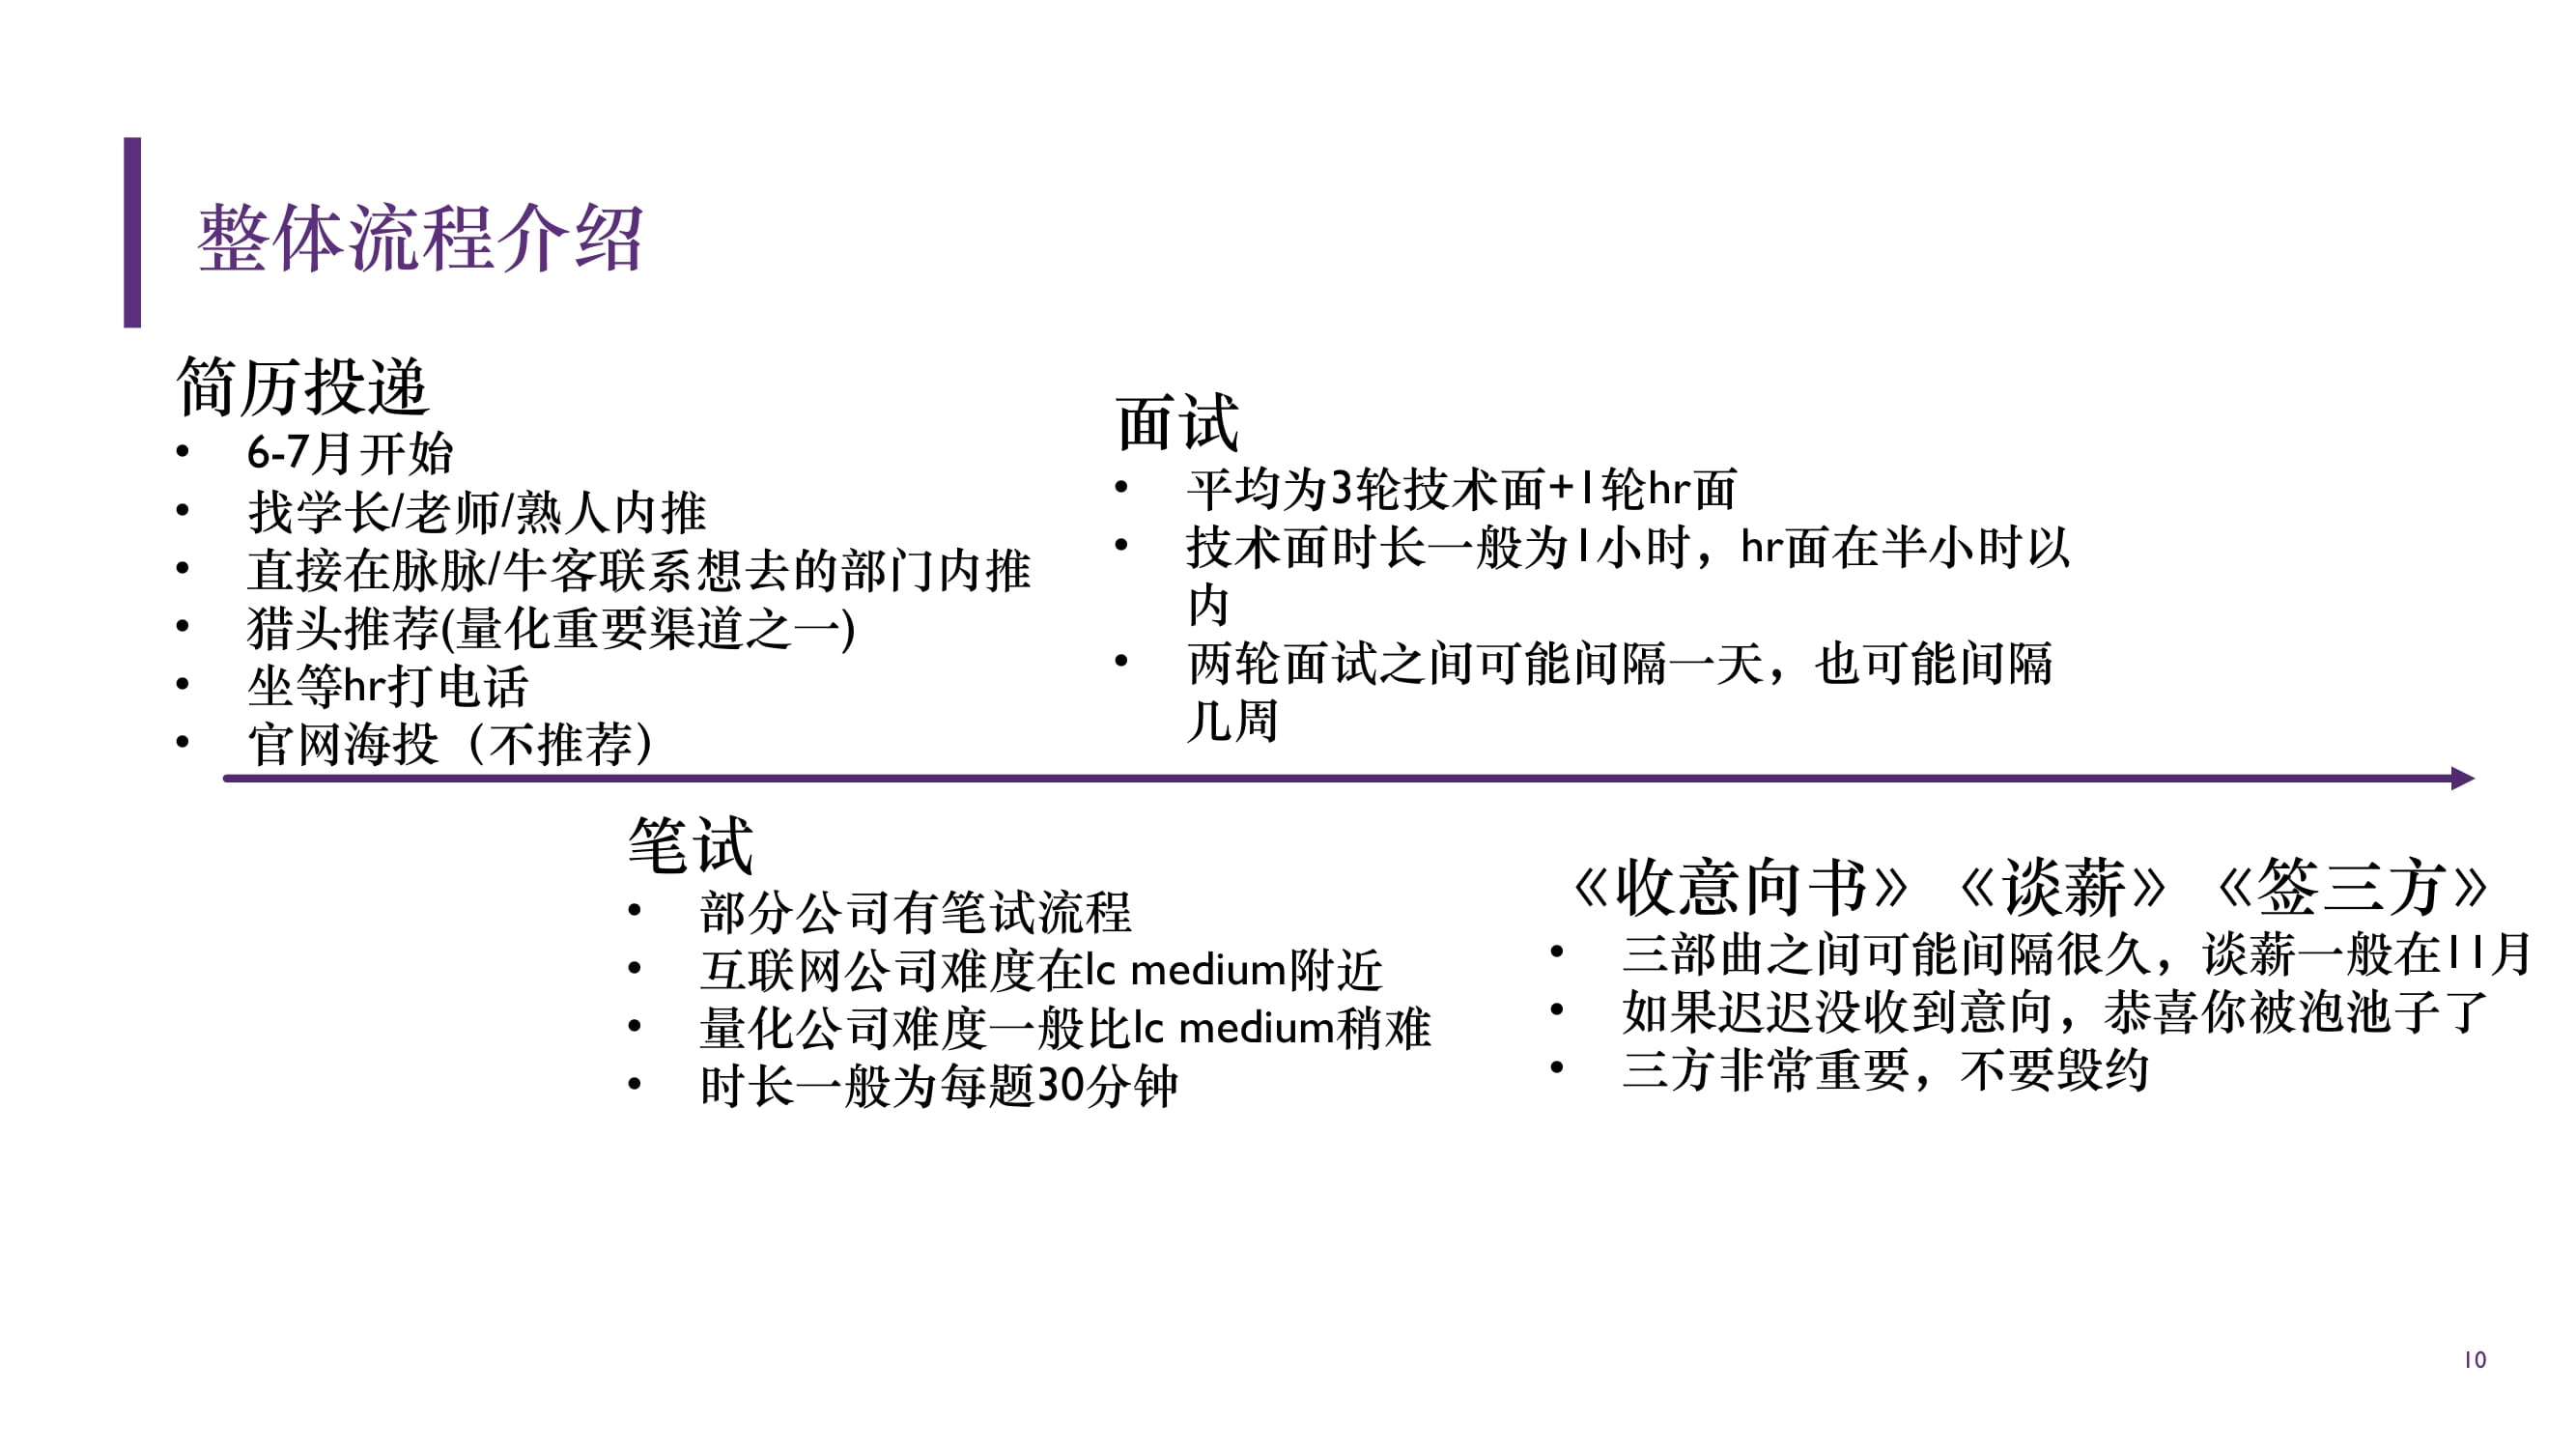 整体流程介绍
简历投递
• 6-7月开始
• 找学长/老师/熟人内推
• 直接在脉脉/牛客联系想去的部门内推
• 猎头推荐(量化重要渠道之一)
• 坐等hr打电话
• 官网海投（不推荐）
笔试
• 部分公司有笔试流程
• 互联网公司难度在lc medium附近
• 量化公司难度一般比lc medium稍难
• 时长一般为每题30分钟
面试
• 平均为3轮技术面+1轮hr面
• 技术面时长一般为1小时，hr面在半小时以
内
• 两轮面试之间可能间隔一天，也可能间隔
几周
《收意向书》《谈薪》《签三方》
• 三部曲之间可能间隔很久，谈薪一般在11月
• 如果迟迟没收到意向，恭喜你被泡池子了
• 三方非常重要，不要毁约
10